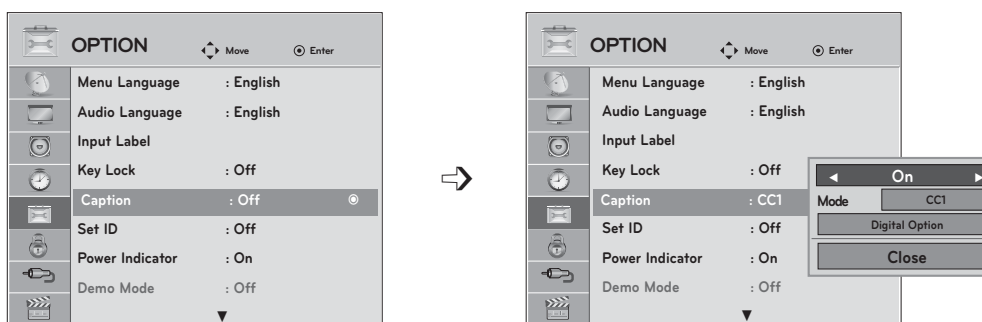 OPTION Move Enter
Menu Language : English
Audio Language : English
Input Label
Key Lock : Off
Caption : Off
Set ID : Off
Power Indicator : On
Demo Mode : Off
OPTION Move Enter
Menu Language : English
Audio Language : English
Input Label
Key Lock : Off
Caption : CC1
Set ID : Off
Power Indicator : On
Demo Mode : Off
On
Mode CC1
Digital Option
Close